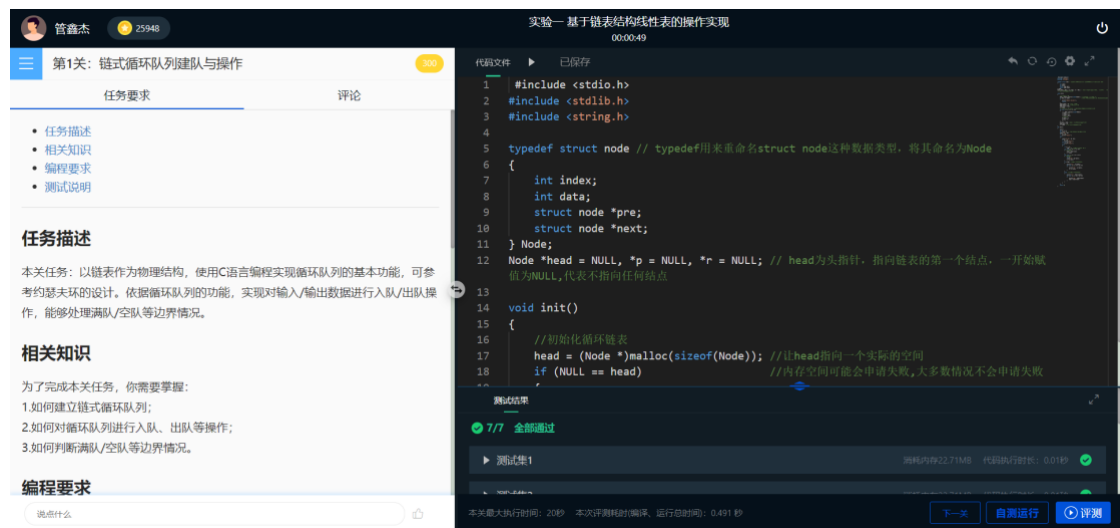 管鑫杰
25948
实验一 基于链表结构线性表的操作实现
00:00:49
第1关：链式循环队列建队与操作
300
任务要求
评论
任务描述
相关知识
编程要求
测试说明
任务描述
本关任务：以链表作为物理结构，使用C语言编程实现循环队列的基本功能，可参
考约瑟夫环的设计。依据循环队列的功能，实现对输入/输出数据进行入队/出队操
作，能够处理满队/空队等边界情况。
相关知识
为了完成本关任务，你需要掌握：
1.如何建立链式循环队列；
2.如何对循环队列进行入队、出队等操作；
3.如何判断满队/空队等边界情况。
编程要求
说点什么
代码文件
已保存
1 #include <stdio.h>
2 #include <stdlib.h>
3 #include <string.h>
4
5 typedef struct node // typedef用来重命名struct node这种数据类型，将其命名为Node
6 {
7 int index;
8 int data;
9 struct node *pre;
10 struct node *next;
11 } Node;
12 Node *head = NULL, *p = NULL, *r = NULL; // head为头指针，指向链表的第一个结点，一开始赋
值为NULL,代表不指向任何结点
13
14 void init()
15 {
16 //初始化循环链表
17 head = (Node *)malloc(sizeof(Node)); //让head指向一个实际的空间
18 if (NULL == head) //内存空间可能会申请失败,大多数情况不会申请失败
测试结果
7/7 全部通过
测试集1
消耗内存22.71MB 代码执行时长：0.01秒
本关最大执行时间：20秒 本次评测耗时(编译、运行总时间)：0.491 秒
下一关
自测运行
评测